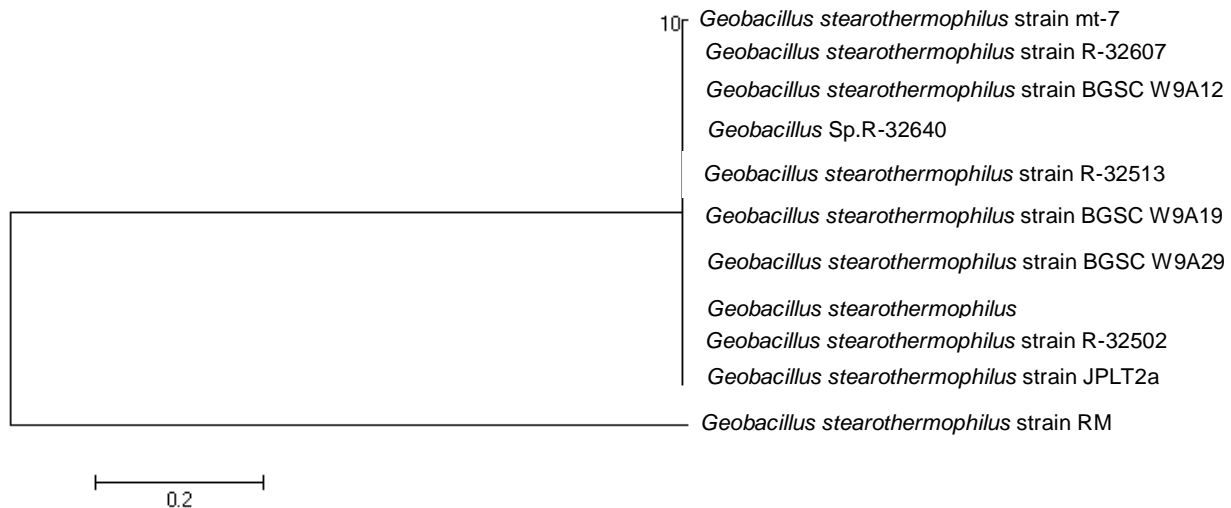 10
Geobacillus stearothermophilus strain mt-7
Geobacillus stearothermophilus strain R-32607
Geobacillus stearothermophilus strain BGSC W9A12
Geobacillus Sp.R-32640
Geobacillus stearothermophilus strain R-32513
Geobacillus stearothermophilus strain BGSC W9A19
Geobacillus stearothermophilus strain BGSC W9A29
Geobacillus stearothermophilus
Geobacillus stearothermophilus strain R-32502
Geobacillus stearothermophilus strain JPLT2a
Geobacillus stearothermophilus strain RM
0.2